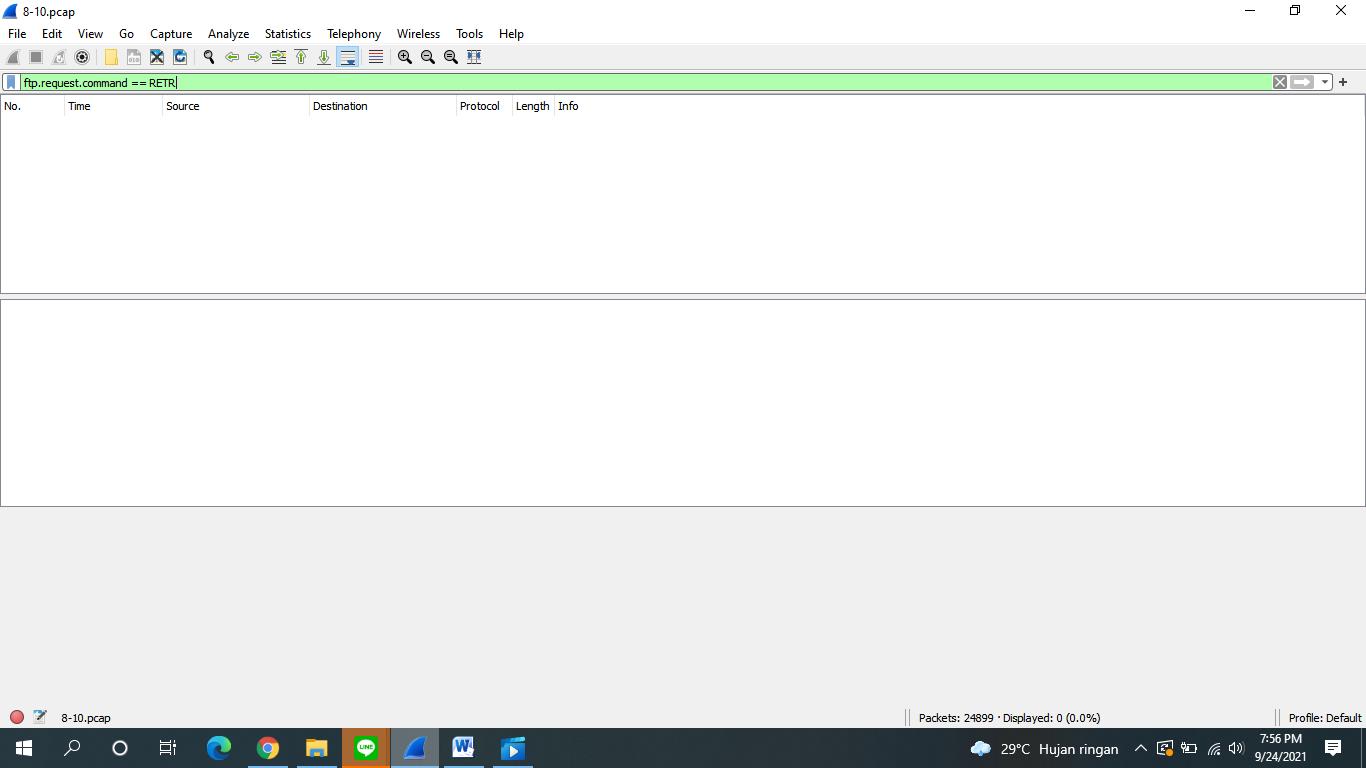 8-10.pcap
File Edit View Go Capture Analyze Statistics Telephony Wireless Tools Help
ftp.request.command == RETR
No. Time Source Destination Protocol Length Info
8-10.pcap
Packets: 24899 · Displayed: 0 (0.0%)
Profile: Default
LINE
W
29°C Hujan ringan
7:56 PM
9/24/2021